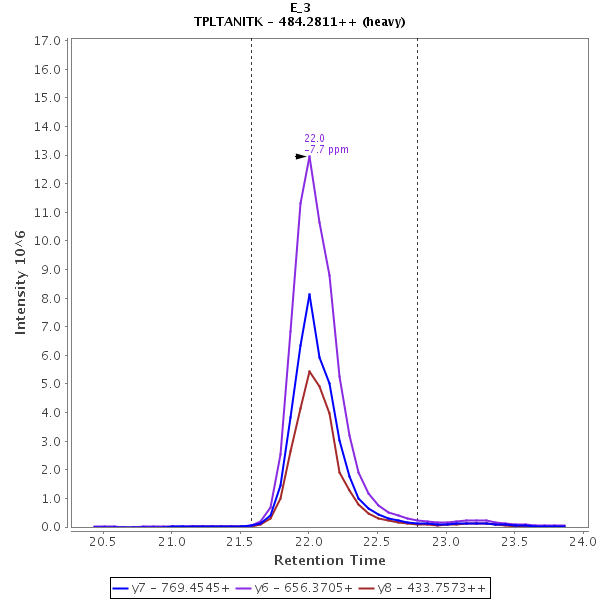 E_3
TPLTANITK - 484.2811++ (heavy)
17.0
16.0
15.0
14.0
13.0
12.0
11.0
10.0
9.0
8.0
7.0
6.0
5.0
4.0
3.0
2.0
1.0
0.0
Intensity 10^6
22.0
-7.7 ppm
20.5 21.0 21.5 22.0 22.5 23.0 23.5 24.0
Retention Time
y7 - 769.4545+ y6 - 656.3705+ y8 - 433.7573++